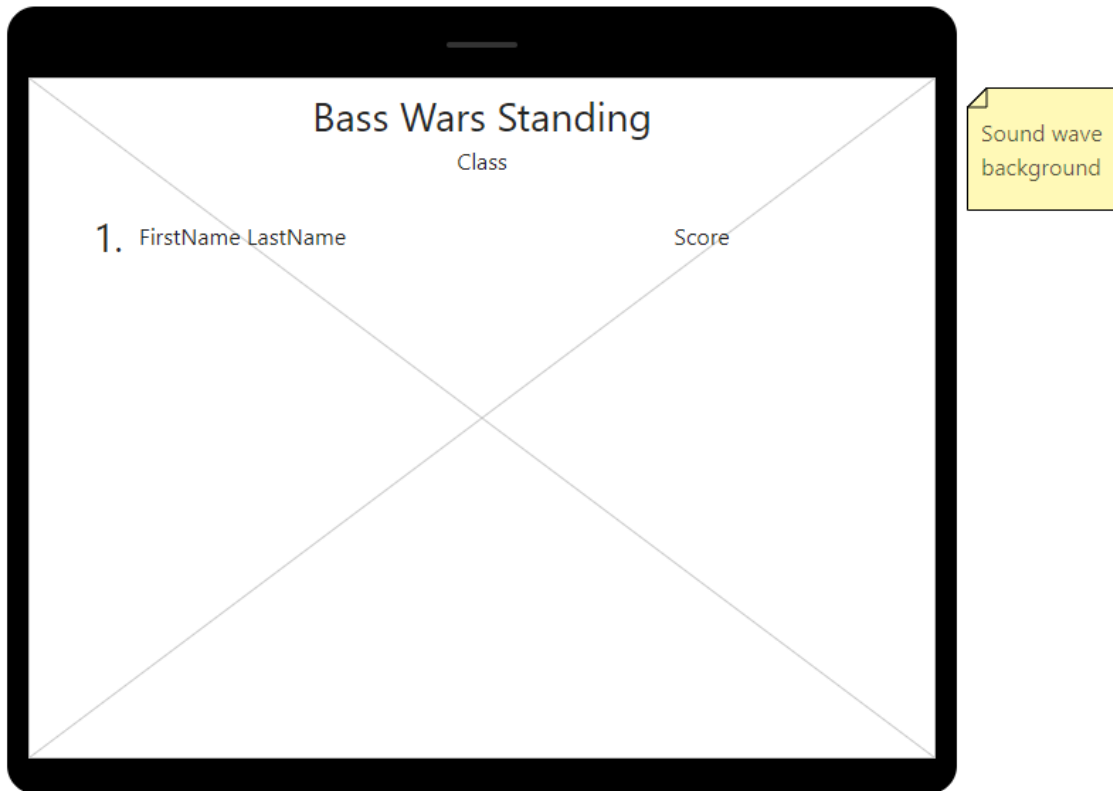 Bass Wars Standing
Class
1. FirstName LastName Score
Sound wave
background